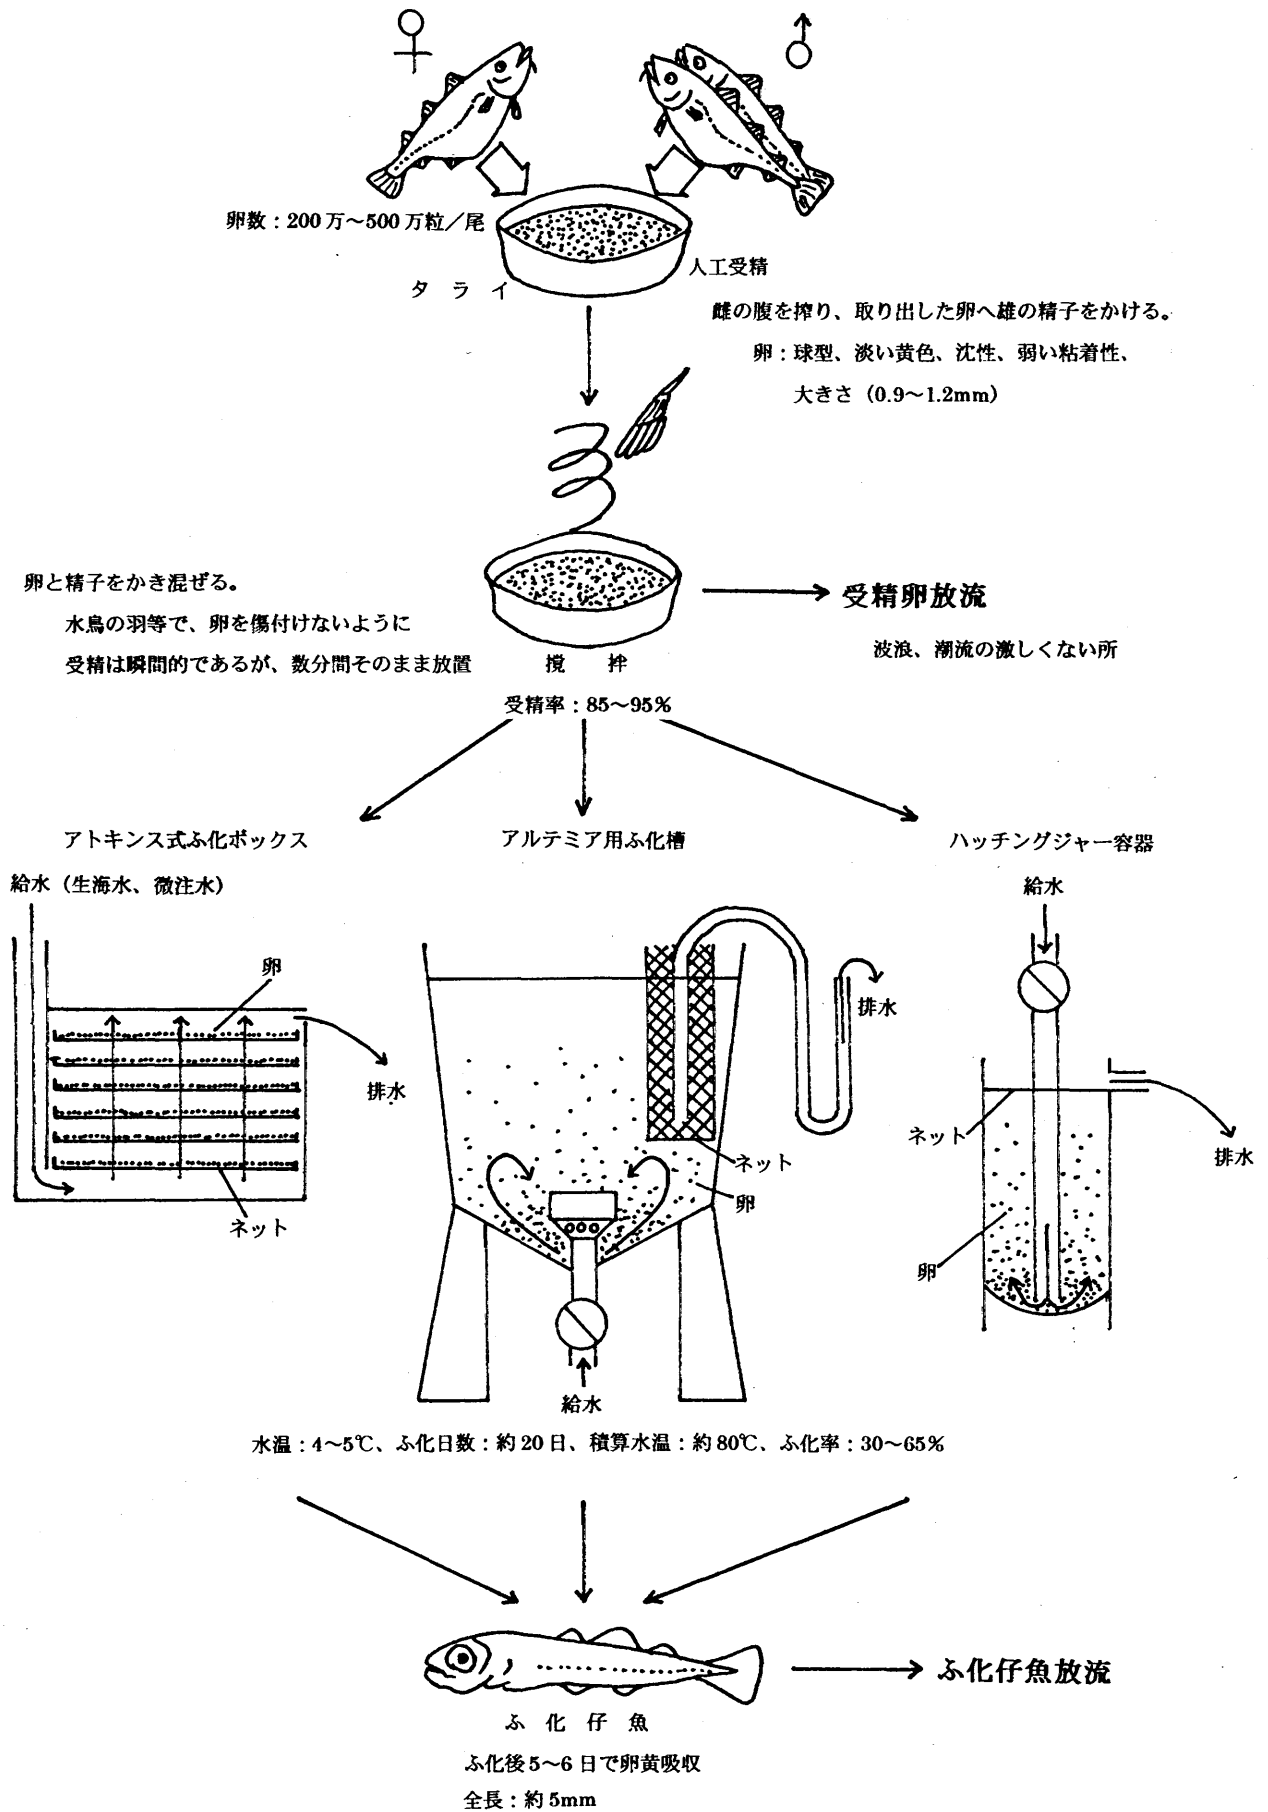 ♀
♂
卵数：200万～500万粒／尾
人工受精
タライ
雌の腹を搾り、取り出した卵へ雄の精子をかける。
卵：球型、淡い黄色、沈性、弱い粘着性、
大きさ（0.9～1.2mm）
卵と精子をかき混ぜる。
水鳥の羽等で、卵を傷付けないように
受精は瞬間的であるが、数分間そのまま放置
撹拌
受精卵放流
波浪、潮流の激しくない所
受精率：85～95％
アトキンス式ふ化ボックス
給水（生海水、微注水）
卵
排水
ネット
アルテミア用ふ化槽
排水
ネット
卵
給水
ハッチングジャー容器
給水
ネット
排水
卵
水温：4～5℃、ふ化日数：約20日、積算水温：約80℃、ふ化率：30～65％
ふ化仔魚放流
ふ化仔魚
ふ化後5～6日で卵黄吸収
全長：約5mm